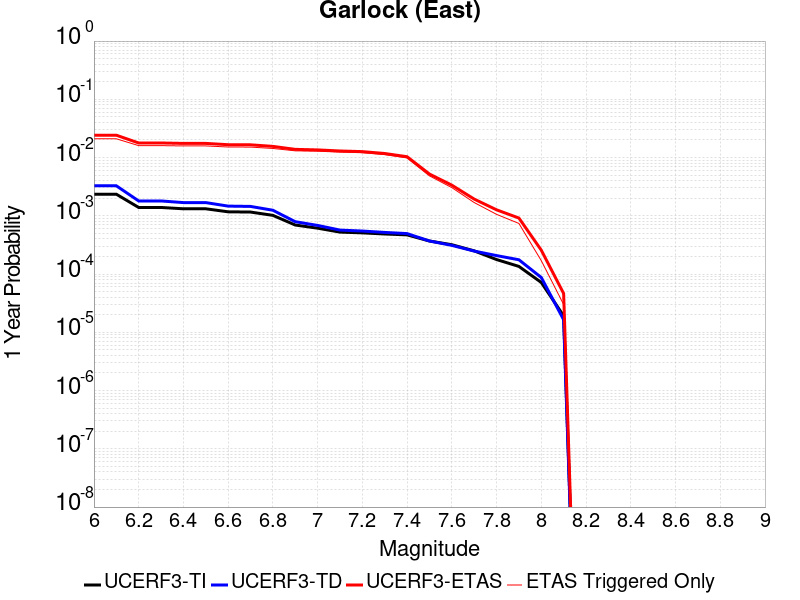 Garlock (East)
10^0
10^-1
10^-2
10^-3
10^-4
10^-5
10^-6
10^-7
10^-8
1 Year Probability
6 6.2 6.4 6.6 6.8 7 7.2 7.4 7.6 7.8 8 8.2 8.4 8.6 8.8 9
Magnitude
UCERF3-TI UCERF3-TD UCERF3-ETAS ETAS Triggered Only